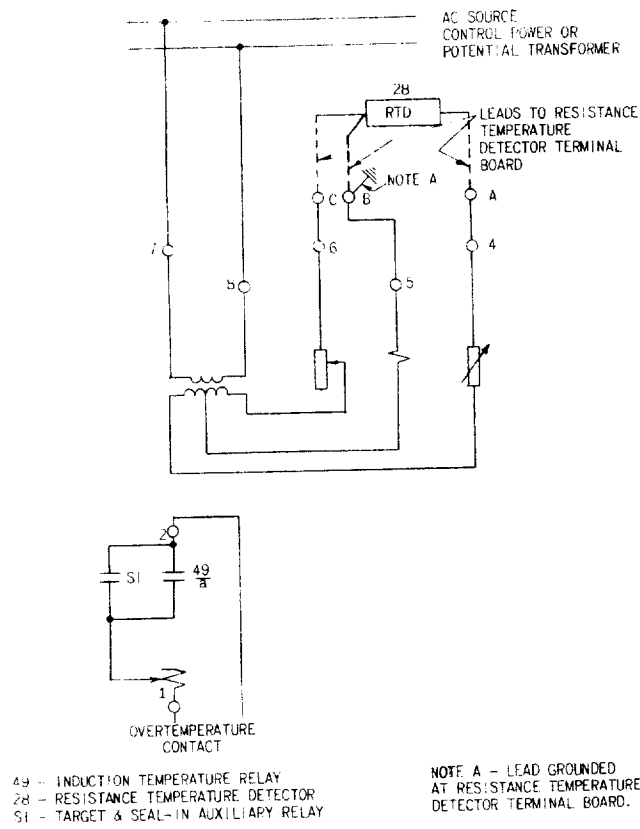 AC SOURCE
CONTROL POWER OR
POTENTIAL TRANSFORMER
28
RTD
LEADS TO RESISTANCE
TEMPERATURE
DETECTOR TERMINAL
BOARD
NOTE A
C
B
A
7
6
4
8
5
2
SI
49
a
1
OVERTEMPERATURE
CONTACT
49 - INDUCTION TEMPERATURE RELAY
28 - RESISTANCE TEMPERATURE DETECTOR
SI - TARGET & SEAL-IN AUXILIARY RELAY
NOTE A - LEAD GROUNDED
AT RESISTANCE TEMPERATURE
DETECTOR TERMINAL BOARD.